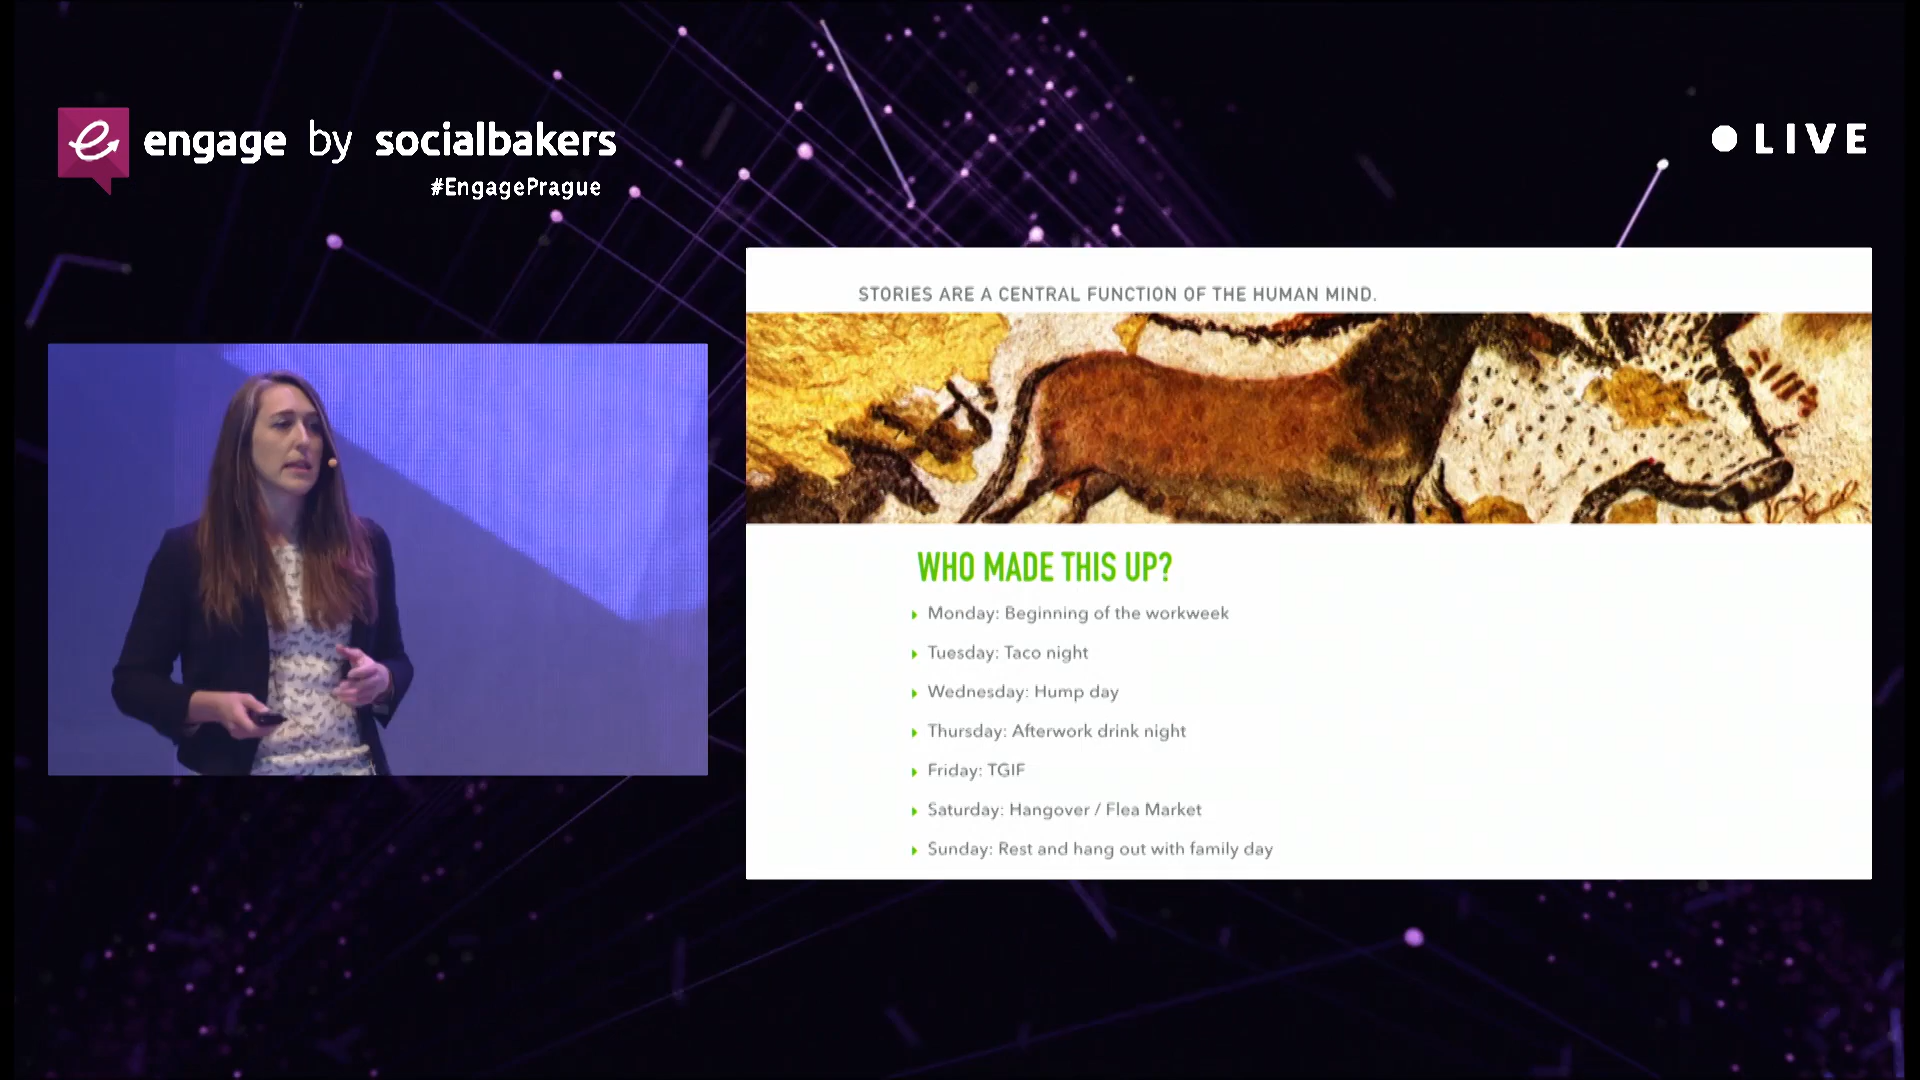 engage by socialbakers
#EngagePrague
LIVE
STORIES ARE A CENTRAL FUNCTION OF THE HUMAN MIND.
WHO MADE THIS UP?
Monday: Beginning of the workweek
Tuesday: Taco night
Wednesday: Hump day
Thursday: Afterwork drink night
Friday: TGIF
Saturday: Hangover / Flea Market
Sunday: Rest and hang out with family day